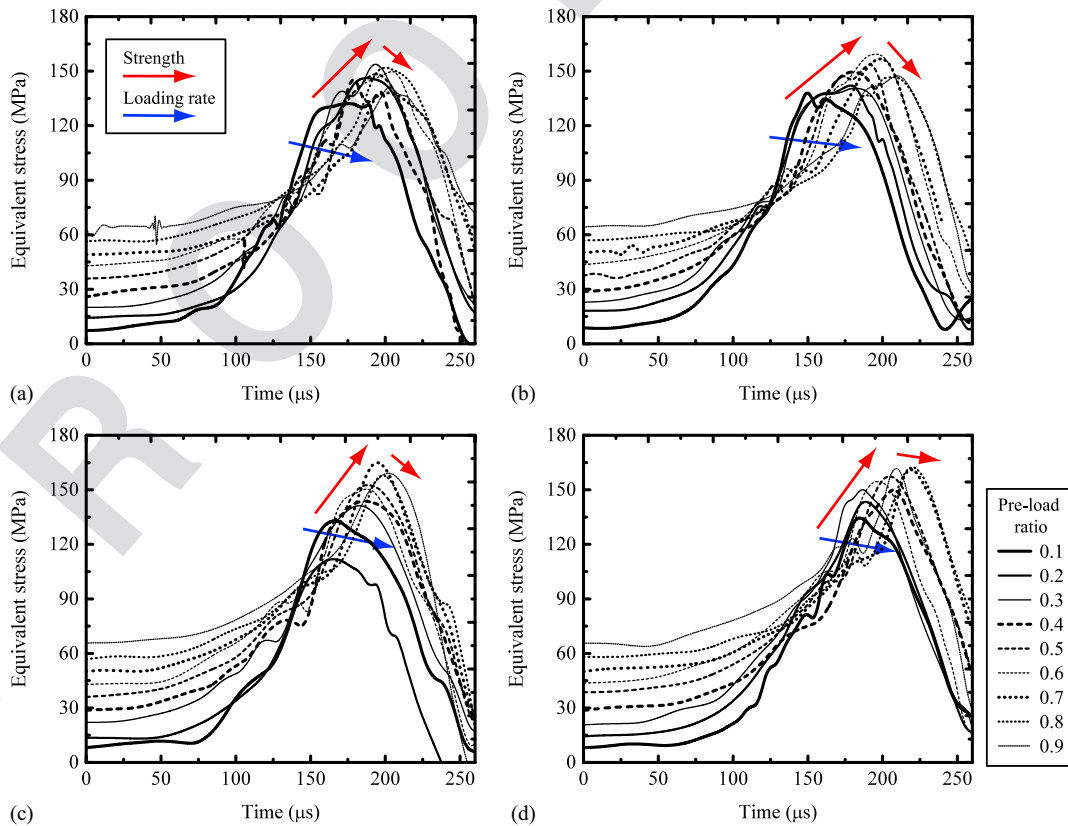 180
150
120
90
60
30
0
Equivalent stress (MPa)
Strength
Loading rate
0 50 100 150 200 250
Time (μs)
(a)
180
150
120
90
60
30
0
Equivalent stress (MPa)
0 50 100 150 200 250
Time (μs)
(b)
180
150
120
90
60
30
0
Equivalent stress (MPa)
0 50 100 150 200 250
Time (μs)
(c)
180
150
120
90
60
30
0
Equivalent stress (MPa)
0 50 100 150 200 250
Time (μs)
(d)
Pre-load
ratio
0.1
0.2
0.3
0.4
0.5
0.6
0.7
0.8
0.9
R O O